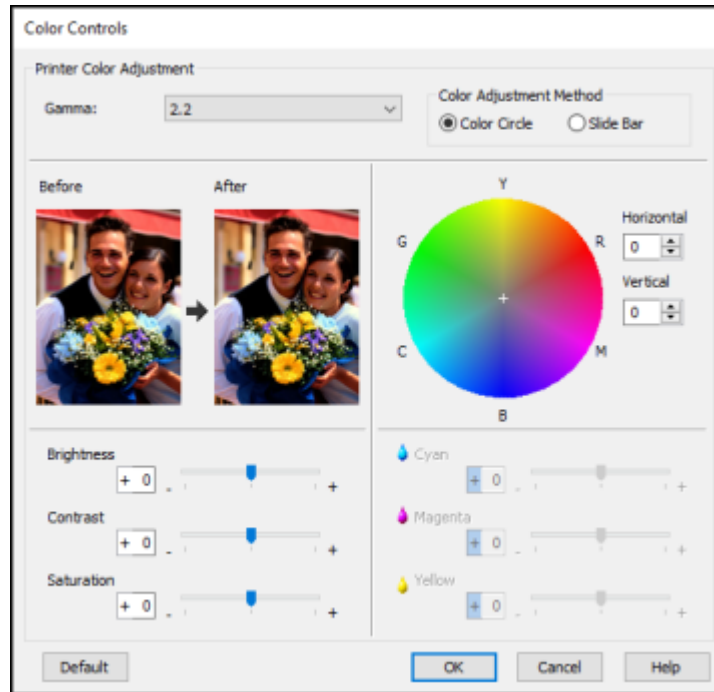 Color Controls
Printer Color Adjustment
Gamma: 2.2
Color Adjustment Method
Color Circle Slide Bar
Before After
Y
G R
C M
B
Horizontal
0
Vertical
0
Brightness
+ 0 - +
Contrast
+ 0 - +
Saturation
+ 0 - +
Cyan
+ 0 - +
Magenta
+ 0 - +
Yellow
+ 0 - +
Default OK Cancel Help